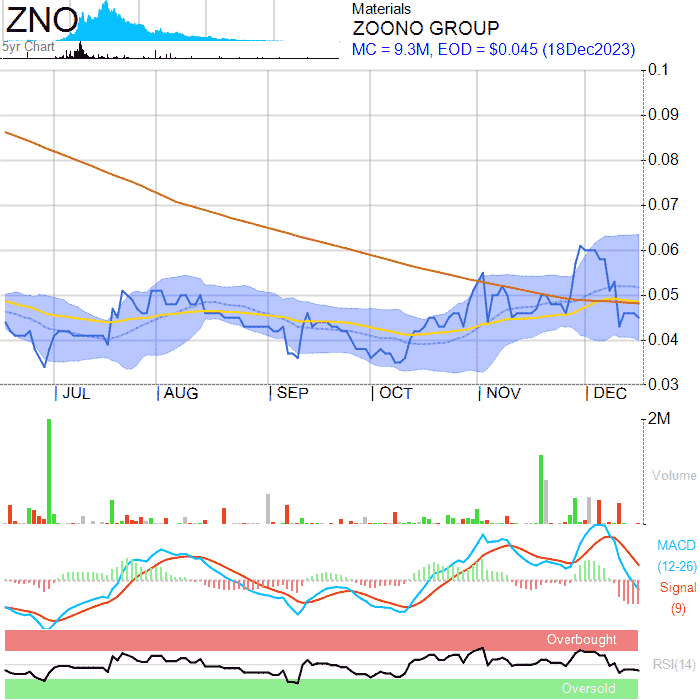 ZNO
5yr Chart
Materials
ZOONO GROUP
MC = 9.3M, EOD = $0.045 (18Dec2023)
0.1
0.09
0.08
0.07
0.06
0.05
0.04
0.03
JUL AUG SEP OCT NOV DEC
2M
Volume
MACD
(12-26)
Signal
(9)
Overbought
RSI(14)
Oversold